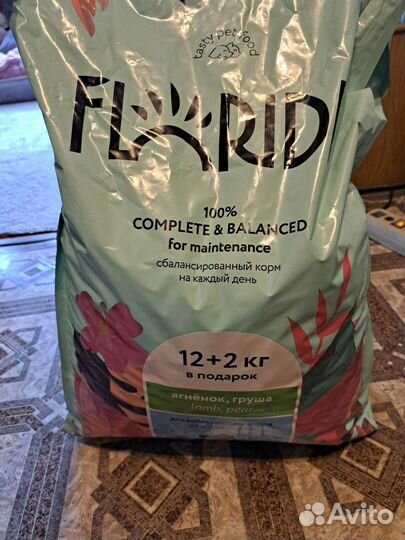 tasty pet food
FLORIDA
100%
COMPLETE & BALANCED
for maintenance
сбалансированный корм
на каждый день
12+2 кг
в подарок
ягнёнок, груша
lamb, pear
Avito